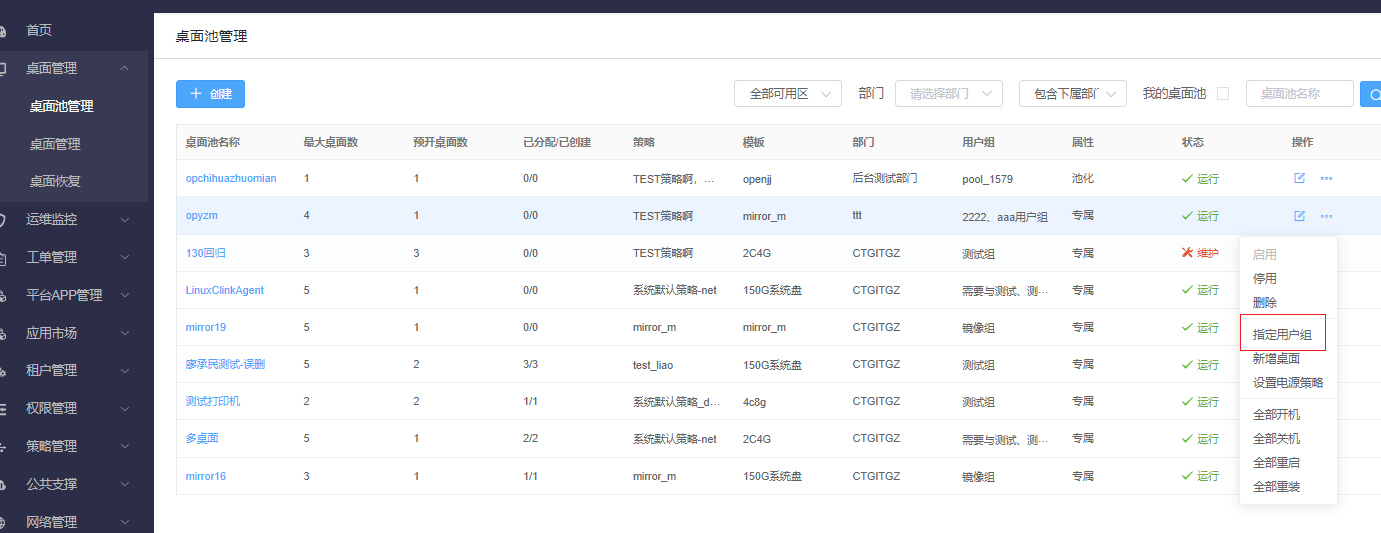 首页
桌面管理
桌面池管理
桌面管理
桌面恢复
运维监控
工单管理
平台APP管理
应用市场
租户管理
权限管理
策略管理
公共支撑
网络管理
桌面池管理
创建 全部可用区 部门 请选择部门 包含下属部门 我的桌面池 桌面池名称
桌面池名称 最大桌面数 预开桌面数 已分配/已创建 策略 模板 部门 用户组 属性 状态 操作
opchihuazhuomian 1 1 0/0 TEST策略啊，... openjj 后台测试部门 pool_1579 池化 运行
opyzm 4 1 0/0 TEST策略啊 mirror_m ttt 2222、aaa用户组 专属 运行
130回归 3 3 0/0 TEST策略啊 2C4G CTGITGZ 测试组 专属 维护
LinuxClinkAgent 5 1 0/0 系统默认策略-net 150G系统盘 CTGITGZ 需要与测试、测... 专属 运行
mirror19 5 1 0/0 mirror_m mirror_m CTGITGZ 镜像组 专属 运行
廖承民测试-误删 5 2 3/3 test_liao 150G系统盘 CTGITGZ 测试组 专属 运行
测试打印机 2 2 1/1 系统默认策略_d... 4c8g CTGITGZ 测试组 专属 运行
多桌面 5 1 2/2 系统默认策略-net 2C4G CTGITGZ 需要与测试、测... 专属 运行
mirror16 3 1 1/1 mirror_m 150G系统盘 CTGITGZ 镜像组 专属 运行
启用
停用
删除
指定用户组
新增桌面
设置电源策略
全部开机
全部关机
全部重启
全部重装